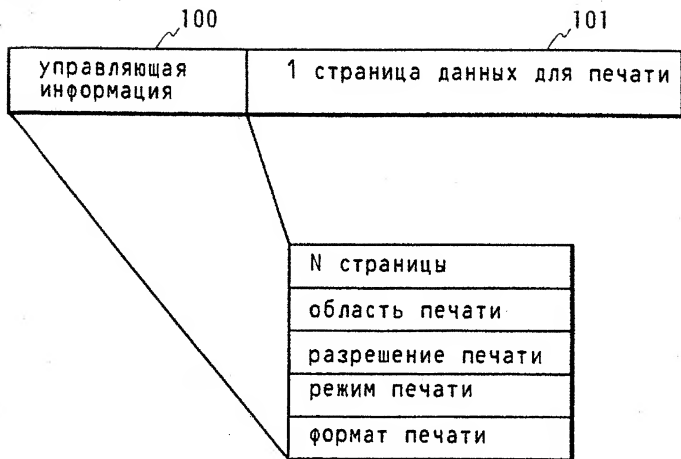 100
101
управляющая
информация
1 страница данных для печати
N страницы
область печати
разрешение печати
режим печати
формат печати